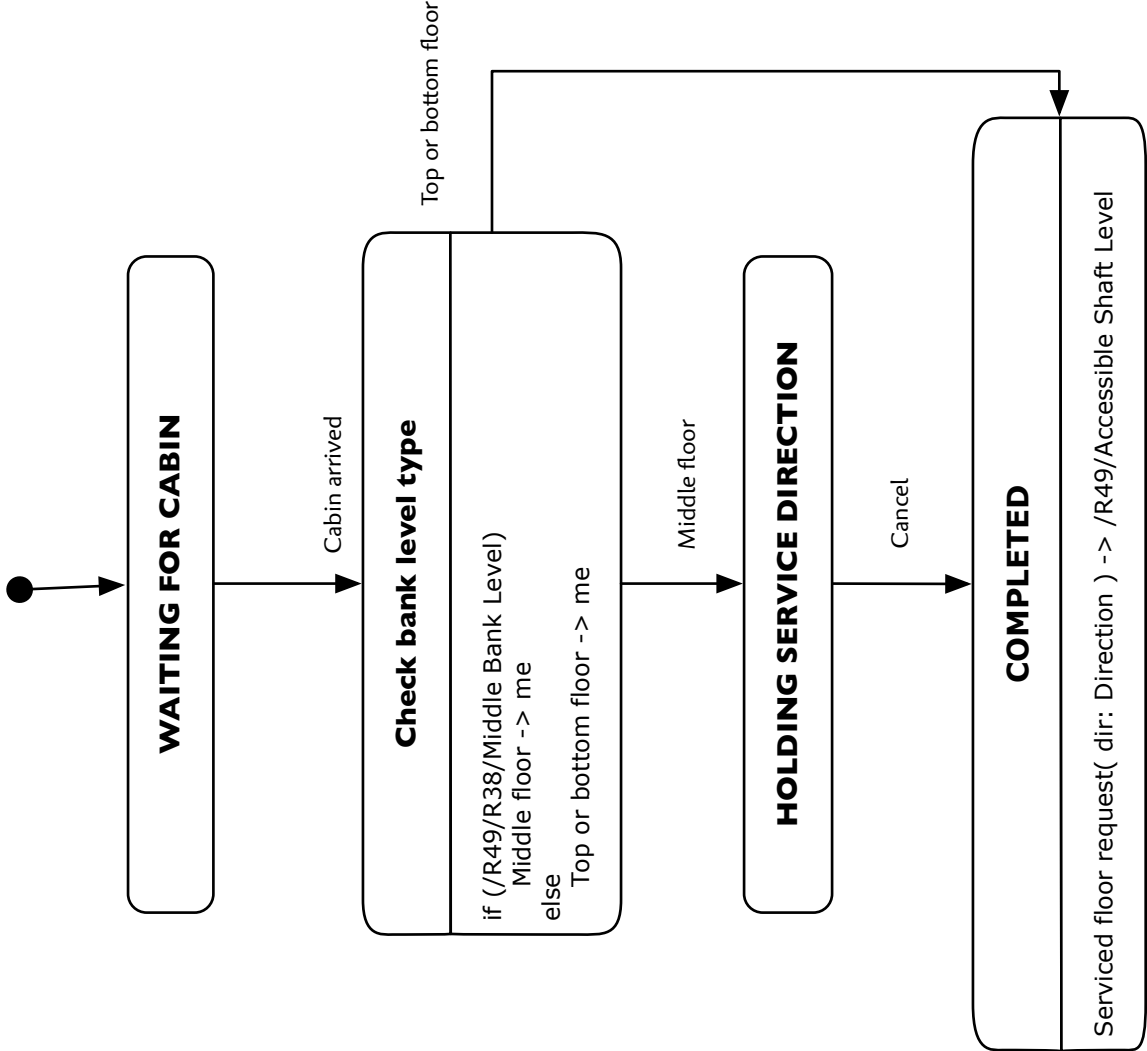 WAITING FOR CABIN
Cabin arrived
Top or bottom floor
Check bank level type
if (/R49/R38/Middle Bank Level)
Middle floor -> me
else
Top or bottom floor -> me
Middle floor
HOLDING SERVICE DIRECTION
Cancel
COMPLETED
Serviced floor request( dir: Direction ) -> /R49/Accessible Shaft Level